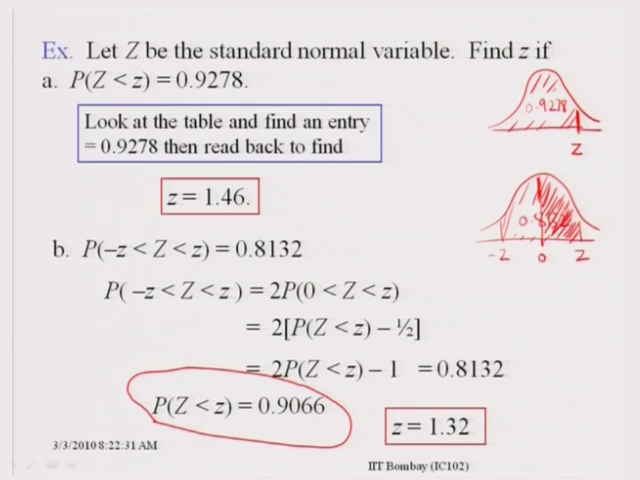 Ex. Let Z be the standard normal variable. Find z if
a. P(Z < z) = 0.9278.
0.9278
z
Look at the table and find an entry
= 0.9278 then read back to find
z = 1.46.
-z 0 z
b. P(–z < Z < z) = 0.8132
P( –z < Z < z ) = 2P(0 < Z < z)
= 2[P(Z < z) – ½]
= 2P(Z < z) – 1 = 0.8132
P(Z < z) = 0.9066
z = 1.32
3/3/2010 8:22:31 AM
IIT Bombay (IC102)